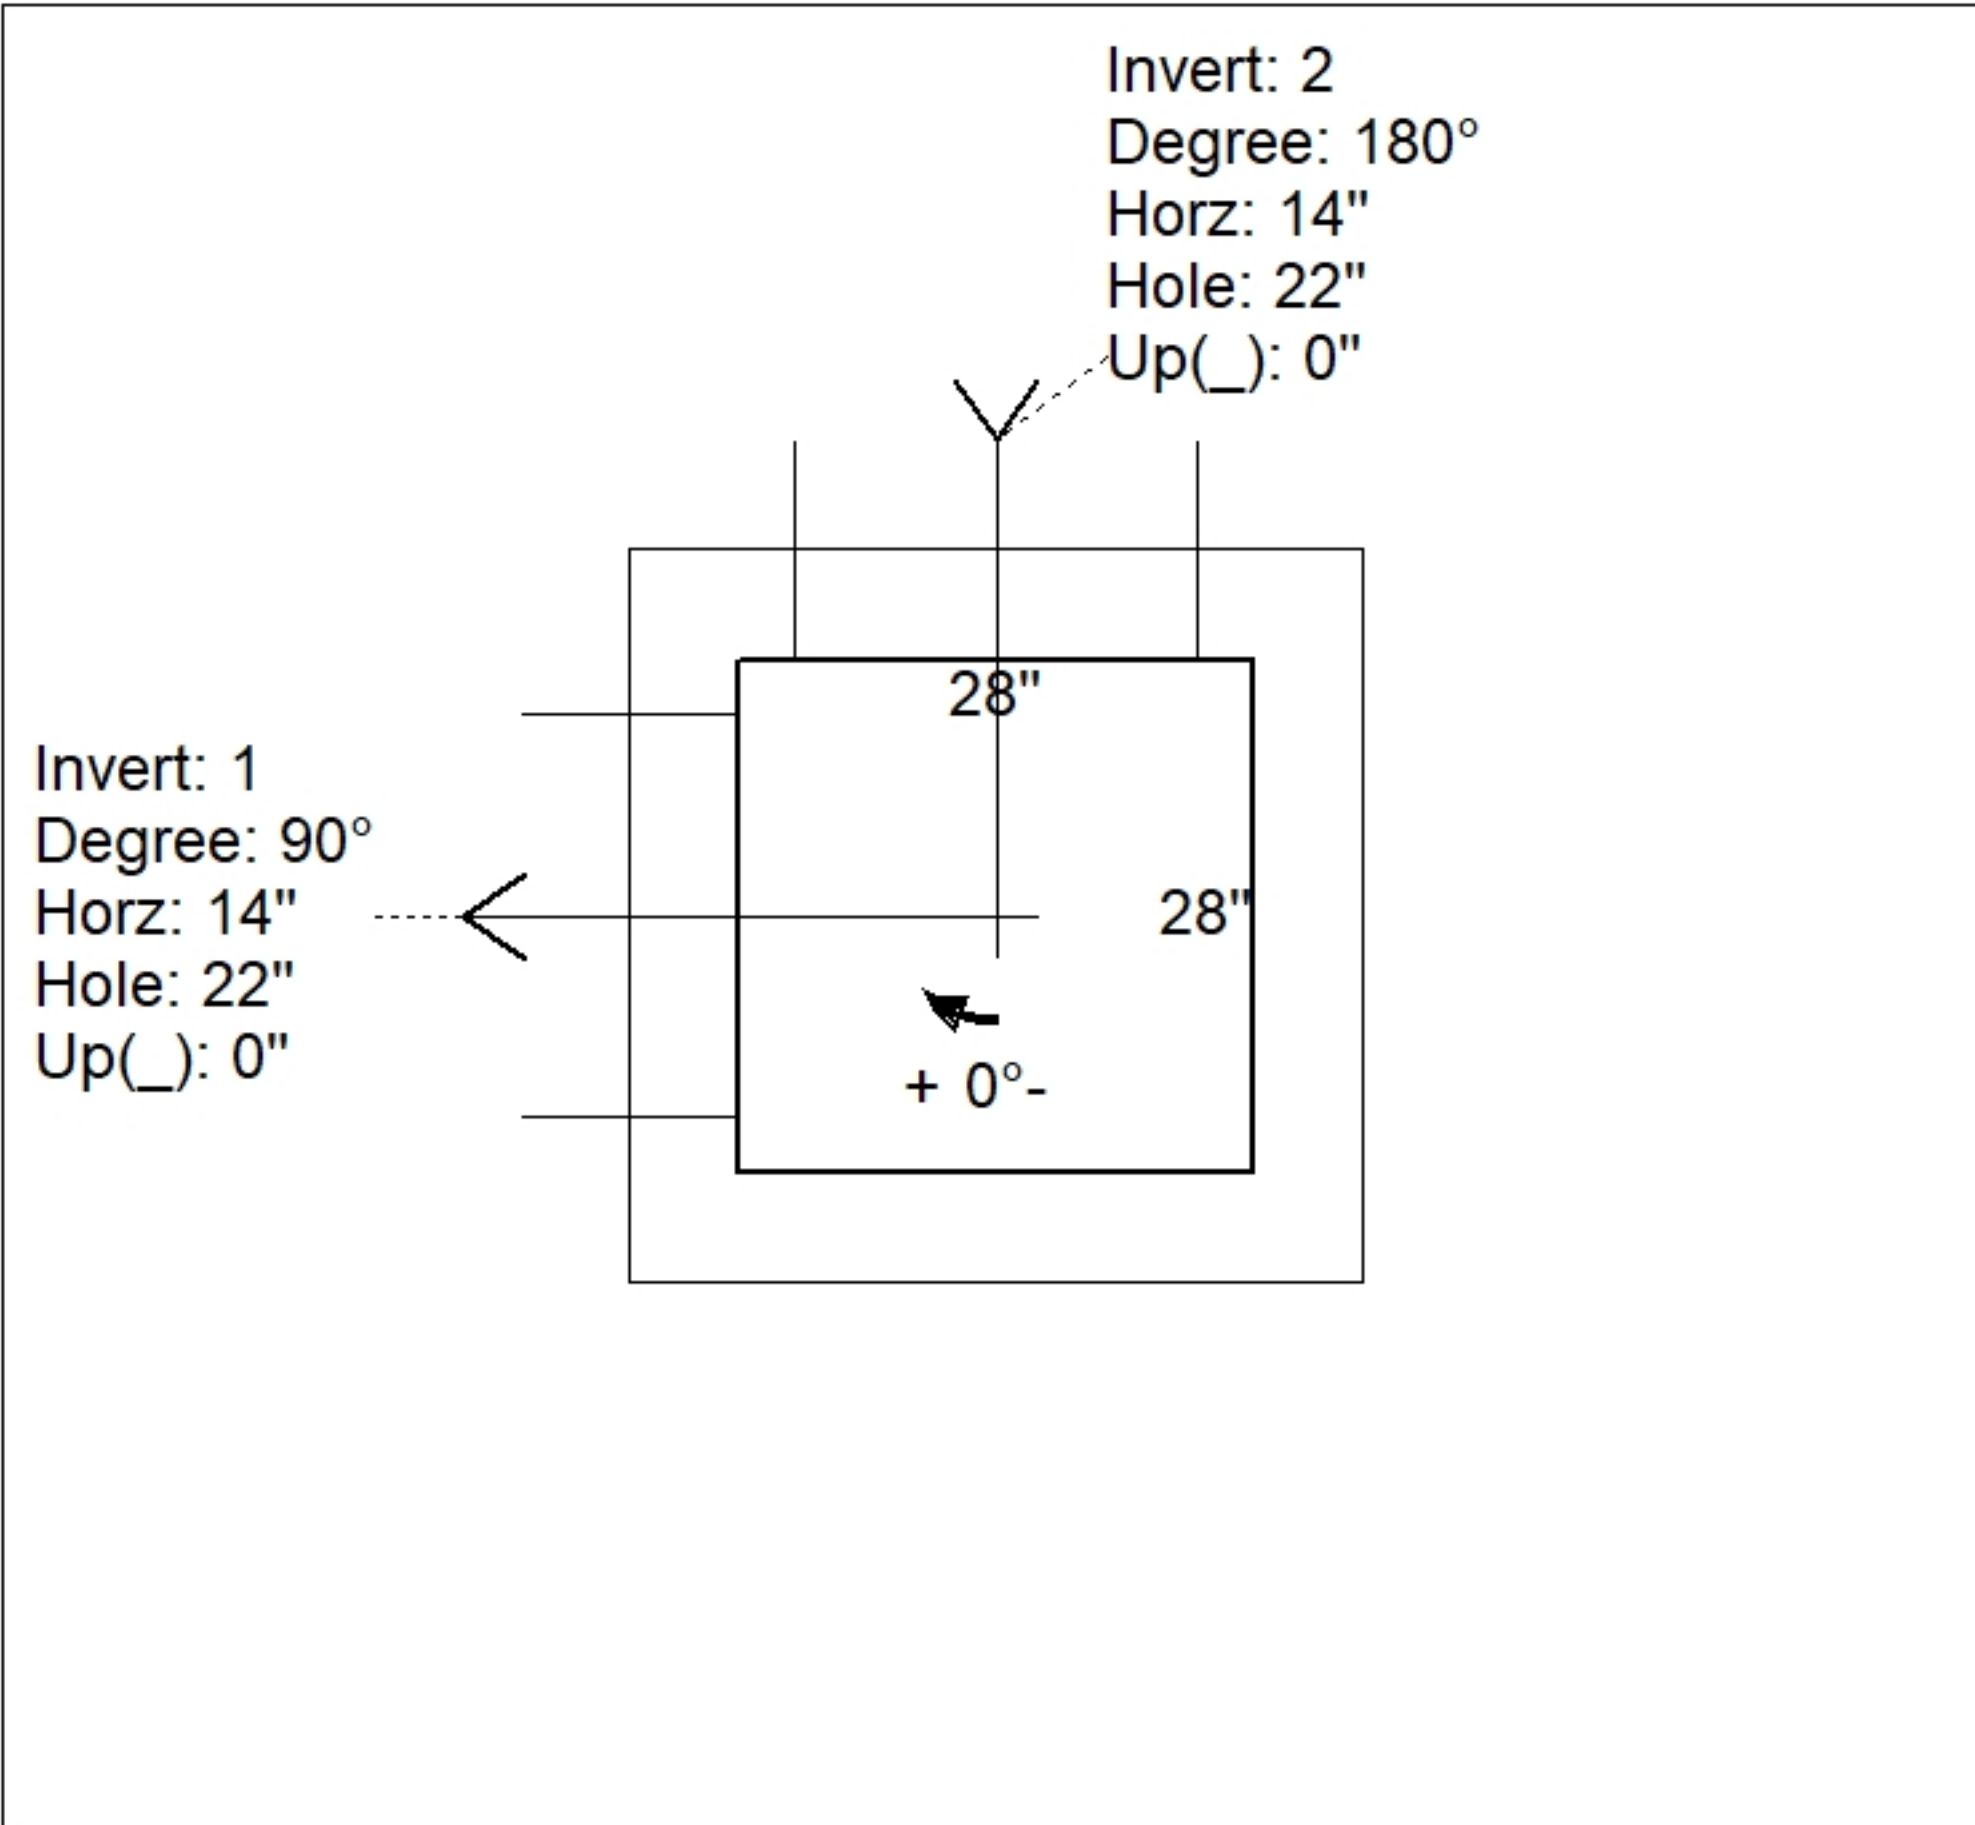 Invert: 2
Degree: 180°
Horz: 14"
Hole: 22"
Up(_): 0"
28"
Invert: 1
Degree: 90°
Horz: 14"
Hole: 22"
Up(_): 0"
28"
+ 0°-